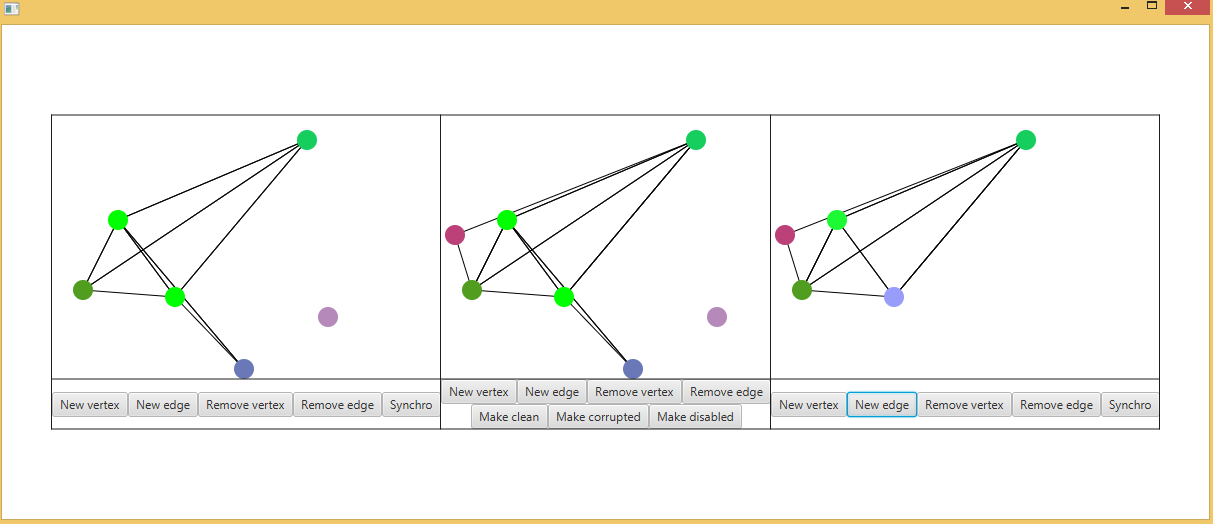 New vertex New edge Remove vertex Remove edge Synchro
New vertex New edge Remove vertex Remove edge
Make clean Make corrupted Make disabled
New vertex New edge Remove vertex Remove edge Synchro